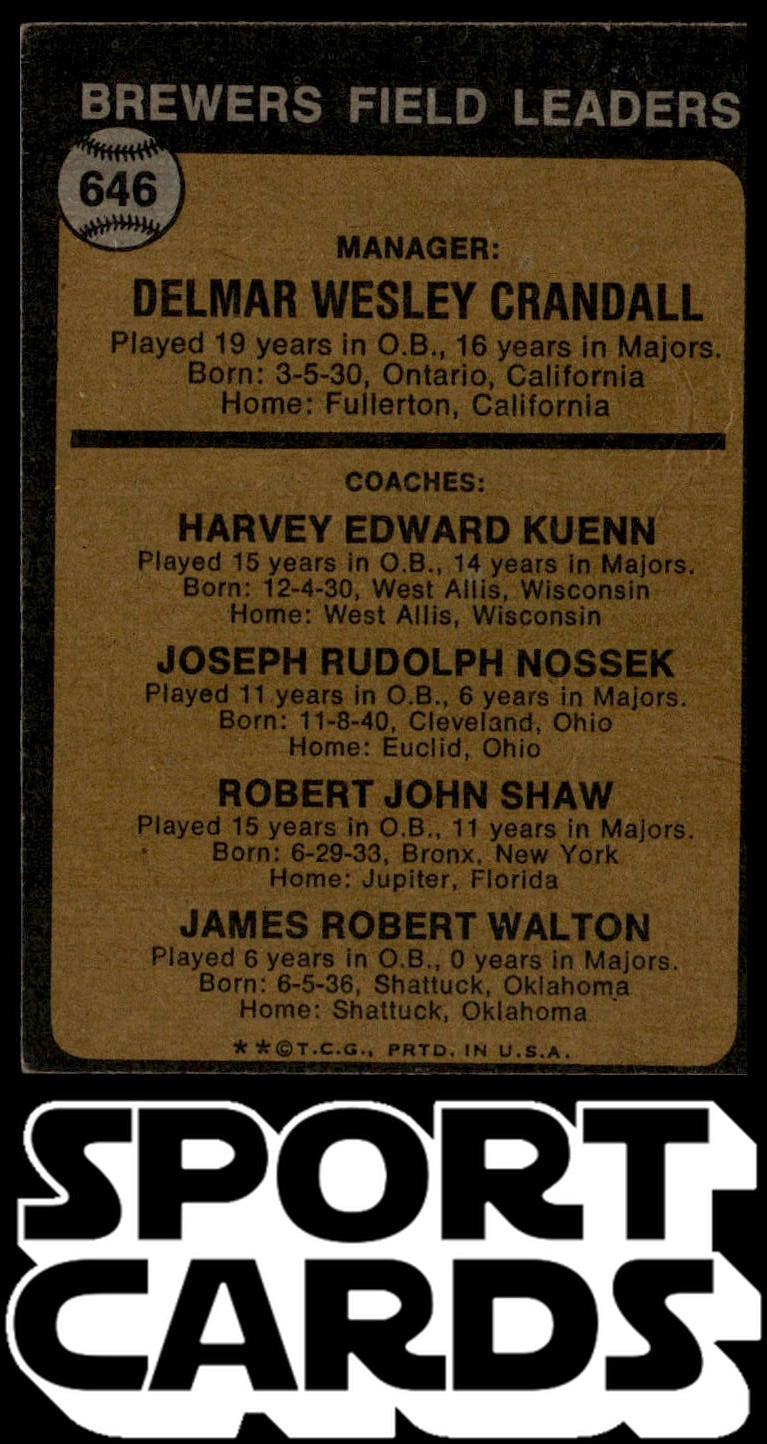 BREWERS FIELD LEADERS
646
MANAGER:
DELMAR WESLEY CRANDALL
Played 19 years in O.B., 16 years in Majors.
Born: 3-5-30, Ontario, California
Home: Fullerton, California
COACHES:
HARVEY EDWARD KUENN
Played 15 years in O.B., 14 years in Majors.
Born: 12-4-30, West Allis, Wisconsin
Home: West Allis, Wisconsin
JOSEPH RUDOLPH NOSSEK
Played 11 years in O.B., 6 years in Majors.
Born: 11-8-40, Cleveland, Ohio
Home: Euclid, Ohio
ROBERT JOHN SHAW
Played 15 years in O.B., 11 years in Majors.
Born: 6-29-33, Bronx, New York
Home: Jupiter, Florida
JAMES ROBERT WALTON
Played 6 years in O.B., 0 years in Majors.
Born: 6-5-36, Shattuck, Oklahoma
Home: Shattuck, Oklahoma
**©T.C.G., PRTD. IN U.S.A.
SPORT
CARDS